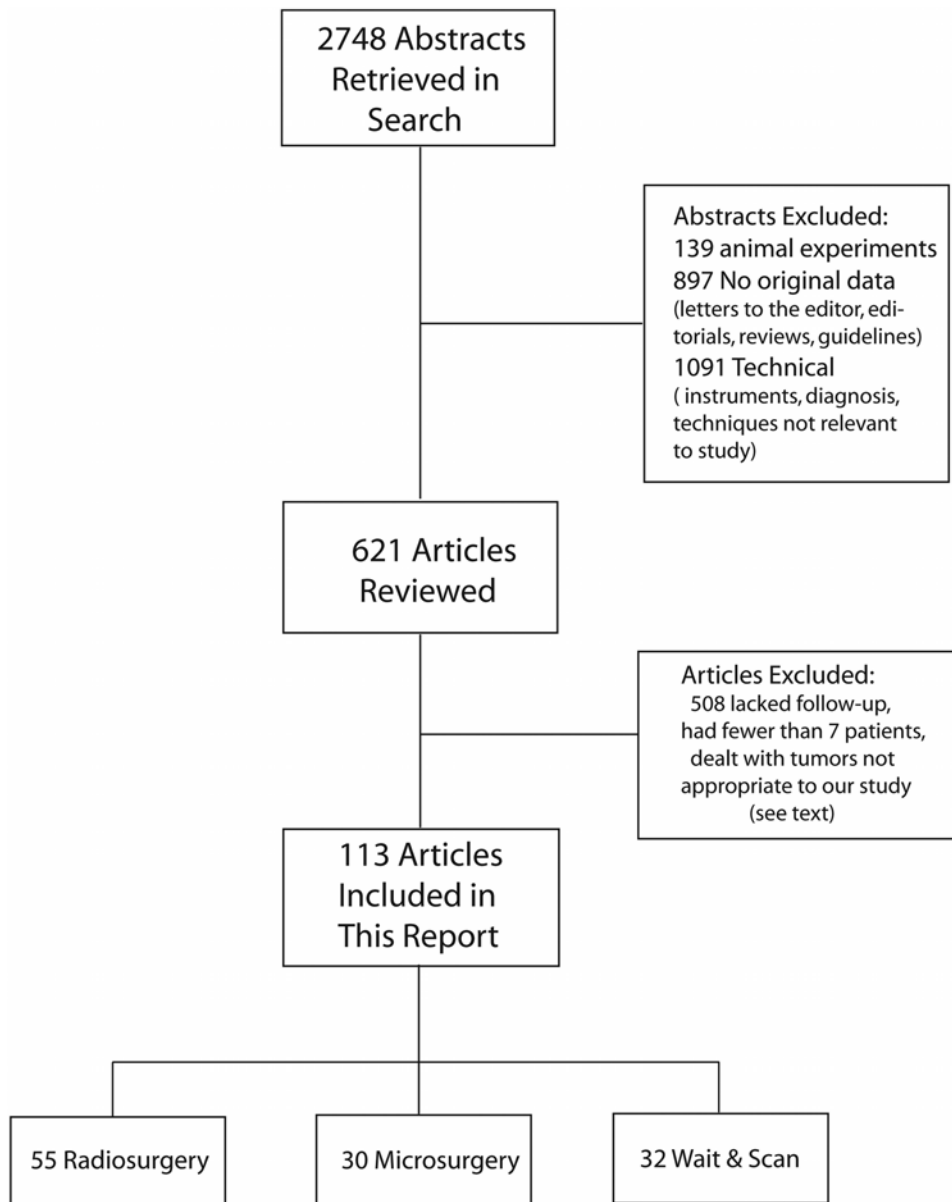 2748 Abstracts
Retrieved in
Search
Abstracts Excluded:
139 animal experiments
897 No original data
(letters to the editor, edi-
torials, reviews, guidelines)
1091 Technical
( instruments, diagnosis,
techniques not relevant
to study)
621 Articles
Reviewed
Articles Excluded:
508 lacked follow-up,
had fewer than 7 patients,
dealt with tumors not
appropriate to our study
(see text)
113 Articles
Included in
This Report
55 Radiosurgery
30 Microsurgery
32 Wait & Scan